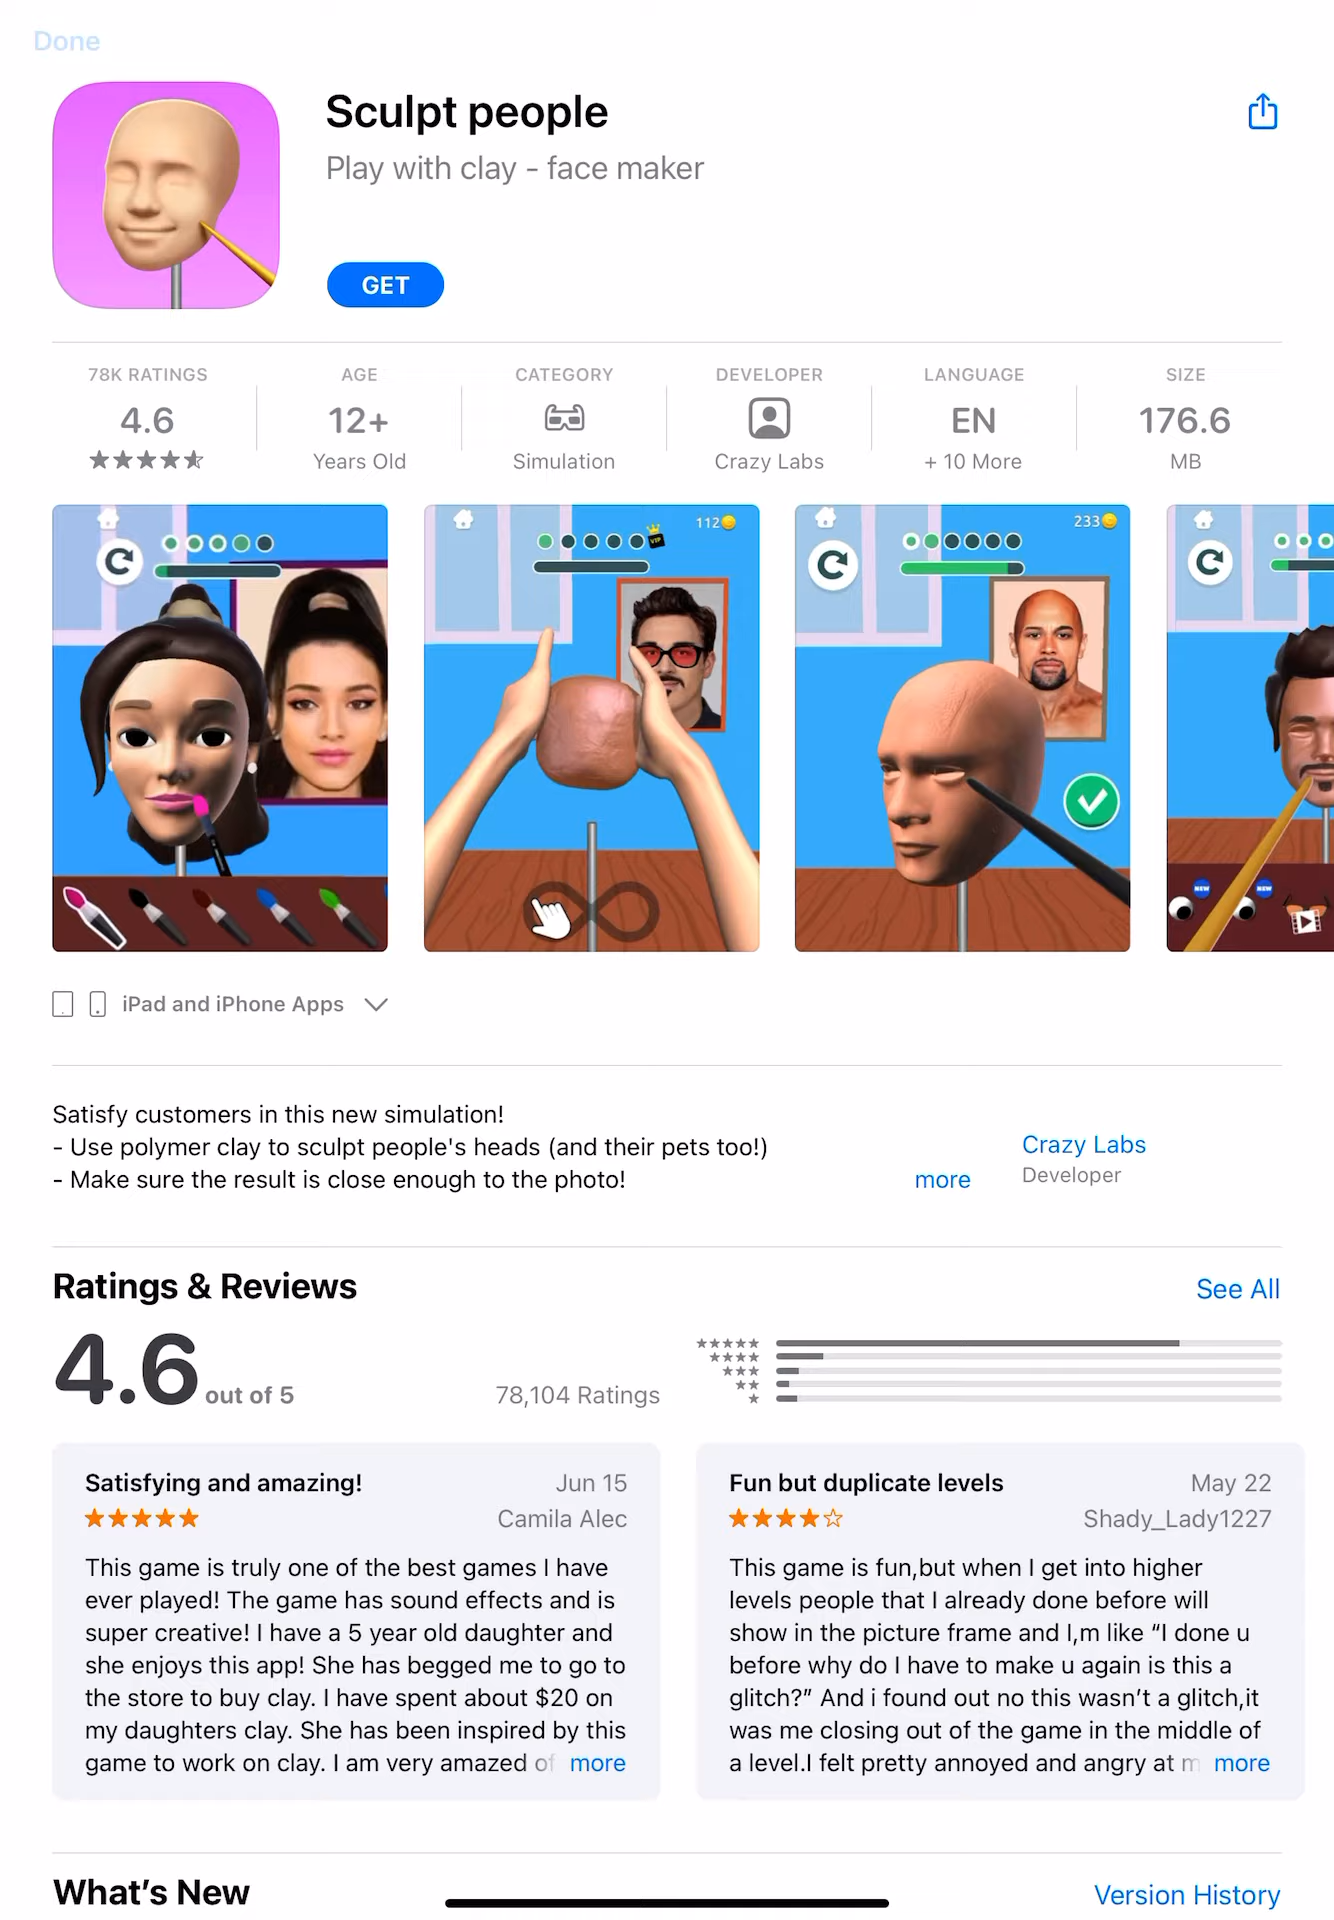 Done
Sculpt people
Play with clay - face maker
GET
78K RATINGS
4.6
AGE
12+
Years Old
CATEGORY
Simulation
DEVELOPER
Crazy Labs
LANGUAGE
EN
+ 10 More
SIZE
176.6
MB
112
VIP
233
NEW
NEW
iPad and iPhone Apps
Satisfy customers in this new simulation!
- Use polymer clay to sculpt people's heads (and their pets too!)
- Make sure the result is close enough to the photo!
more
Crazy Labs
Developer
Ratings & Reviews
See All
4.6 out of 5
78,104 Ratings
Satisfying and amazing!
Jun 15
Camila Alec
This game is truly one of the best games I have
ever played! The game has sound effects and is
super creative! I have a 5 year old daughter and
she enjoys this app! She has begged me to go to
the store to buy clay. I have spent about $20 on
my daughters clay. She has been inspired by this
game to work on clay. I am very amazed of more
Fun but duplicate levels
May 22
Shady_Lady1227
This game is fun,but when I get into higher
levels people that I already done before will
show in the picture frame and I,m like “I done u
before why do I have to make u again is this a
glitch?” And i found out no this wasn’t a glitch,it
was me closing out of the game in the middle of
a level.I felt pretty annoyed and angry at m more
What’s New
Version History